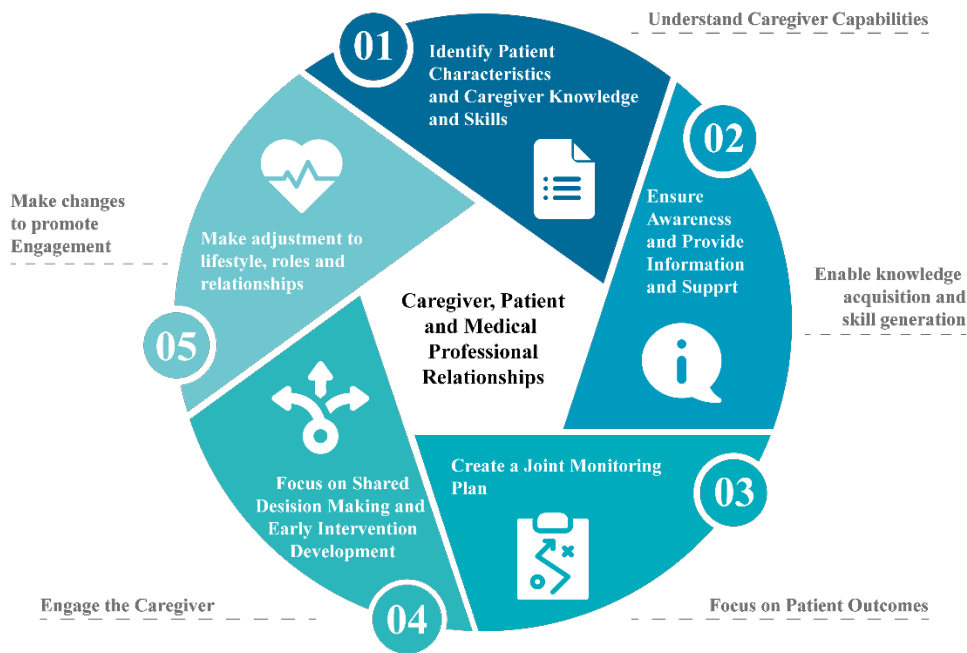 Understand Caregiver Capabilities
01
Identify Patient
Characteristics
and Caregiver Knowledge
and Skills
02
Ensure
Awareness
and Provide
Information
and Supprt
Enable knowledge
acquisition and
skill generation
03
Create a Joint Monitoring
Plan
Focus on Patient Outcomes
04
Focus on Shared
Desision Making and
Early Intervention
Development
Engage the Caregiver
05
Make adjustment to
lifestyle, roles and
relationships
Make changes
to promote
Engagement
Caregiver, Patient
and Medical
Professional
Relationships